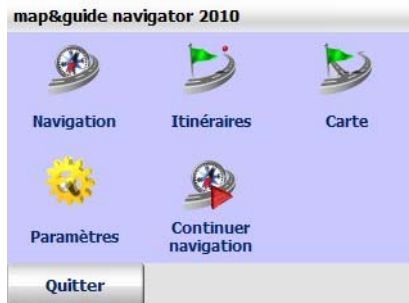 map&guide navigator 2010
Navigation
Itinéraires
Carte
Paramètres
Continuer
navigation
Quitter